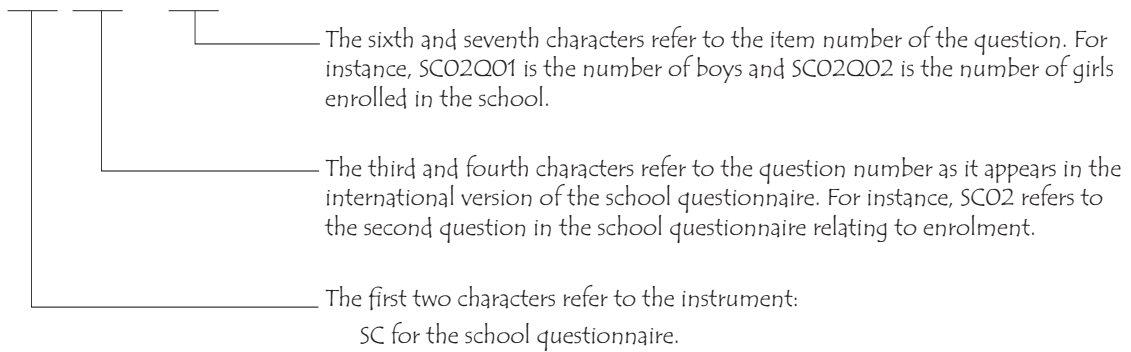 The sixth and seventh characters refer to the item number of the question. For
instance, SC02Q01 is the number of boys and SC02Q02 is the number of girls
enrolled in the school.
The third and fourth characters refer to the question number as it appears in the
international version of the school questionnaire. For instance, SC02 refers to
the second question in the school questionnaire relating to enrolment.
The first two characters refer to the instrument:
SC for the school questionnaire.